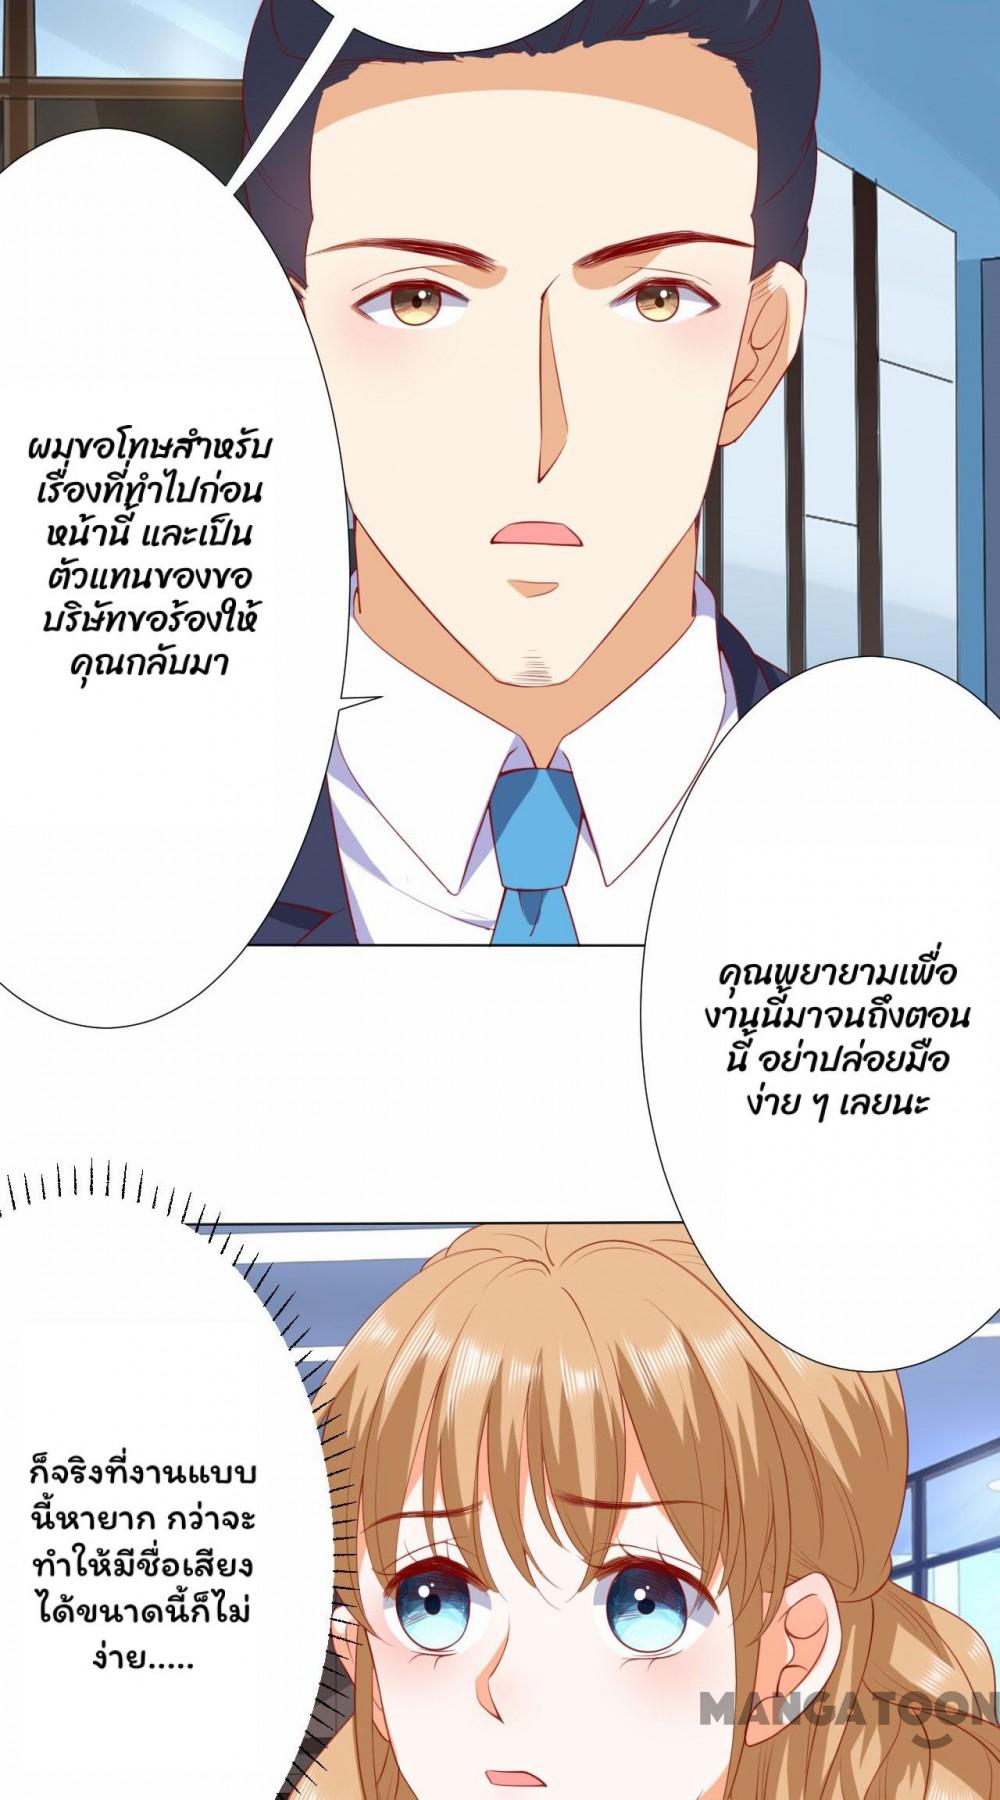 ผมขอโทษสำหรับ
เรื่องที่ทำไปก่อน
หน้านี้ และเป็น
ตัวแทนของขอ
บริษัทขอร้องให้
คุณกลับมา
คุณพยายามเพื่อ
งานนี้มาจนถึงตอน
นี้ อย่าปล่อยมือ
ง่าย ๆ เลยนะ
ก็จริงที่งานแบบ
นี้หายาก กว่าจะ
ทำให้มีชื่อเสียง
ได้ขนาดนี้ก็ไม่
ง่าย.....
MANGATOON